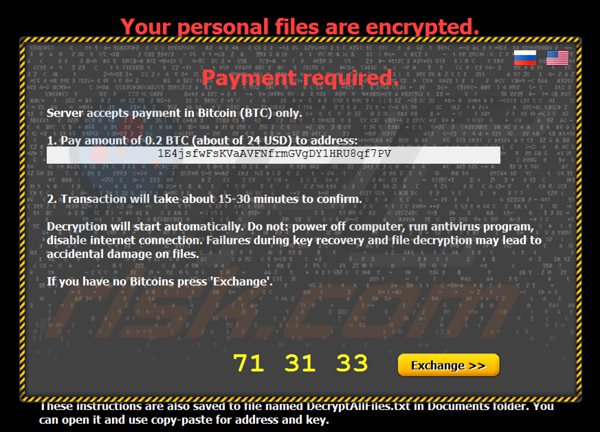 Your personal files are encrypted.
Payment required.
Server accepts payment in Bitcoin (BTC) only.
1. Pay amount of 0.2 BTC (about of 24 USD) to address:
1E4jsfwFsKVaAVFNfrmGVgDY1HRU8qf7PV
2. Transaction will take about 15-30 minutes to confirm.
Decryption will start automatically. Do not: power off computer, run antivirus program,
disable internet connection. Failures during key recovery and file decryption may lead to
accidental damage on files.
If you have no Bitcoins press 'Exchange'.
risk.com
71 31 33
Exchange >>
These instructions are also saved to file named DecryptAllFiles.txt in Documents folder. You
can open it and use copy-paste for address and key.